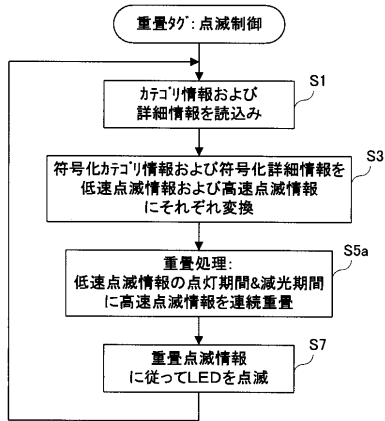 重畳ﾀｸﾞ:点滅制御
S1
ｶﾃｺﾞﾘ情報および
詳細情報を読込み
S3
符号化ｶﾃｺﾞﾘ情報および符号化詳細情報を
低速点滅情報および高速点滅情報
にそれぞれ変換
S5a
重畳処理:
低速点滅情報の点灯期間&減光期間
に高速点滅情報を連続重畳
S7
重畳点滅情報
に従ってLEDを点滅